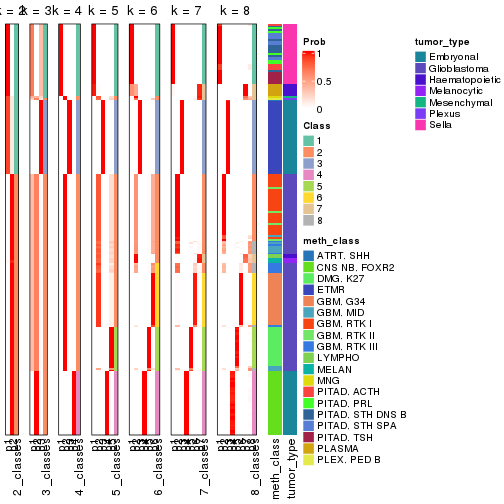 k = 2
k = 3
k = 4
k = 5
k = 6
k = 7
k = 8
Prob
1
0.5
0
Class
1
2
3
4
5
6
7
8
meth_class
ATRT. SHH
CNS NB. FOXR2
DMG. K27
ETMR
GBM. G34
GBM. MID
GBM. RTK I
GBM. RTK II
GBM. RTK III
LYMPHO
MELAN
MNG
PITAD. ACTH
PITAD. PRL
PITAD. STH DNS B
PITAD. STH SPA
PITAD. TSH
PLASMA
PLEX. PED B
tumor_type
Embryonal
Glioblastoma
Haematopoietic
Melanocytic
Mesenchymal
Plexus
Sella
2_classes
3_classes
4_classes
5_classes
6_classes
7_classes
8_classes
meth_class
tumor_type